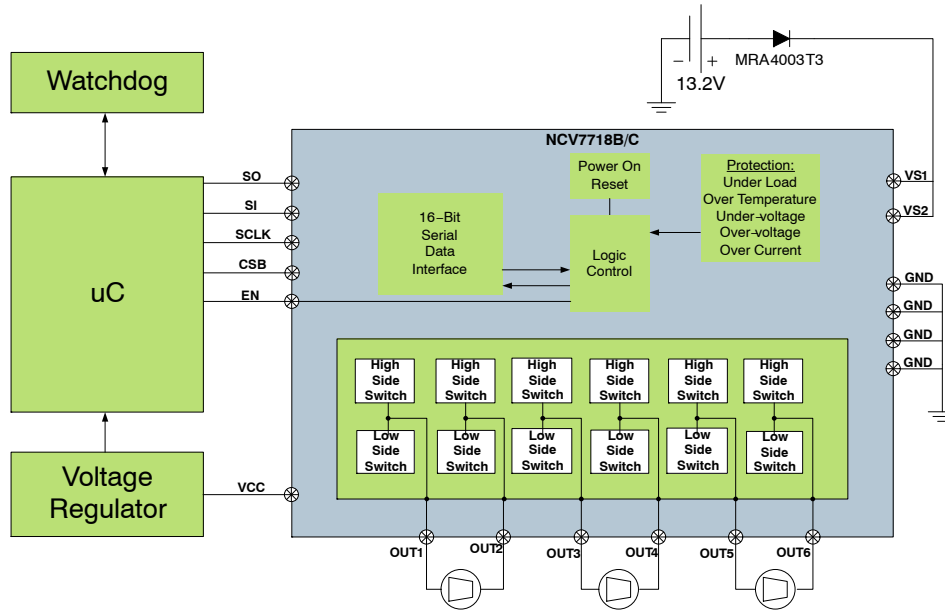 − +
13.2V
MRA4003T3
Watchdog
uC
Voltage
Regulator
SO
SI
SCLK
CSB
EN
VCC
NCV7718B/C
Power On
Reset
16−Bit
Serial
Data
Interface
Logic
Control
Protection:
Under Load
Over Temperature
Under−voltage
Over−voltage
Over Current
VS1
VS2
GND
GND
GND
GND
High
Side
Switch
High
Side
Switch
High
Side
Switch
High
Side
Switch
High
Side
Switch
High
Side
Switch
Low
Side
Switch
Low
Side
Switch
Low
Side
Switch
Low
Side
Switch
Low
Side
Switch
Low
Side
Switch
OUT1
OUT2
OUT3
OUT4
OUT5
OUT6